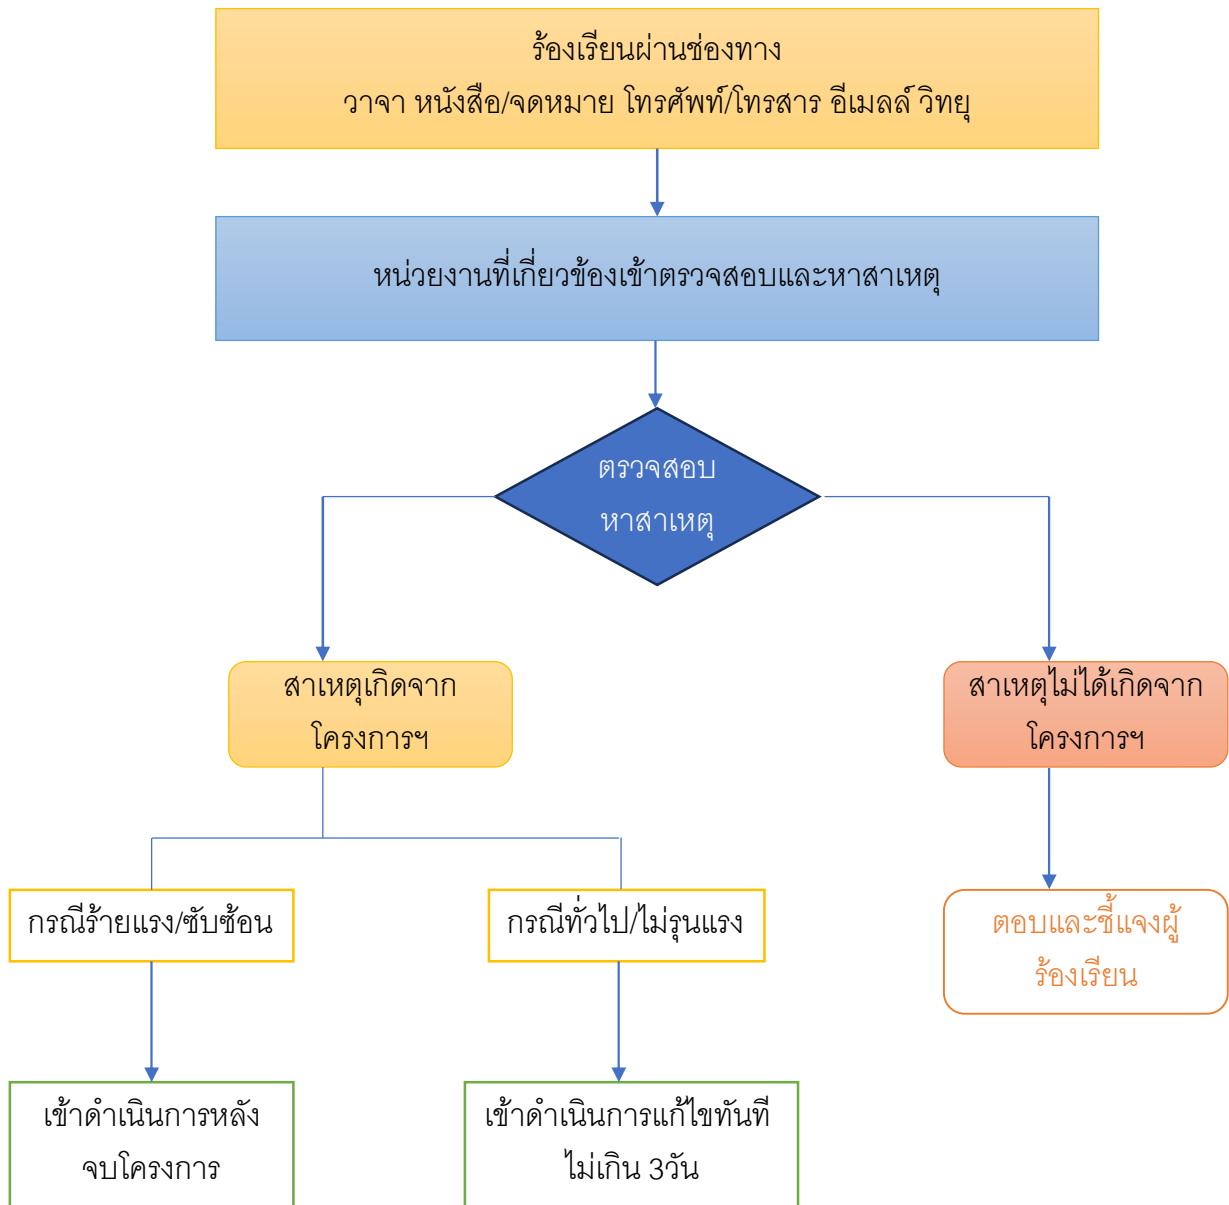 ร้องเรียนผ่านช่องทาง
วาจา หนังสือ/จดหมาย โทรศัพท์/โทรสาร อีเมลล์ วิทยุ
หน่วยงานที่เกี่ยวข้องเข้าตรวจสอบและหาสาเหตุ
ตรวจสอบ
หาสาเหตุ
สาเหตุเกิดจาก
โครงการฯ
สาเหตุไม่ได้เกิดจาก
โครงการฯ
กรณีร้ายแรง/ซับซ้อน
กรณีทั่วไป/ไม่รุนแรง
ตอบและชี้แจงผู้
ร้องเรียน
เข้าดำเนินการหลัง
จบโครงการ
เข้าดำเนินการแก้ไขทันที
ไม่เกิน 3วัน